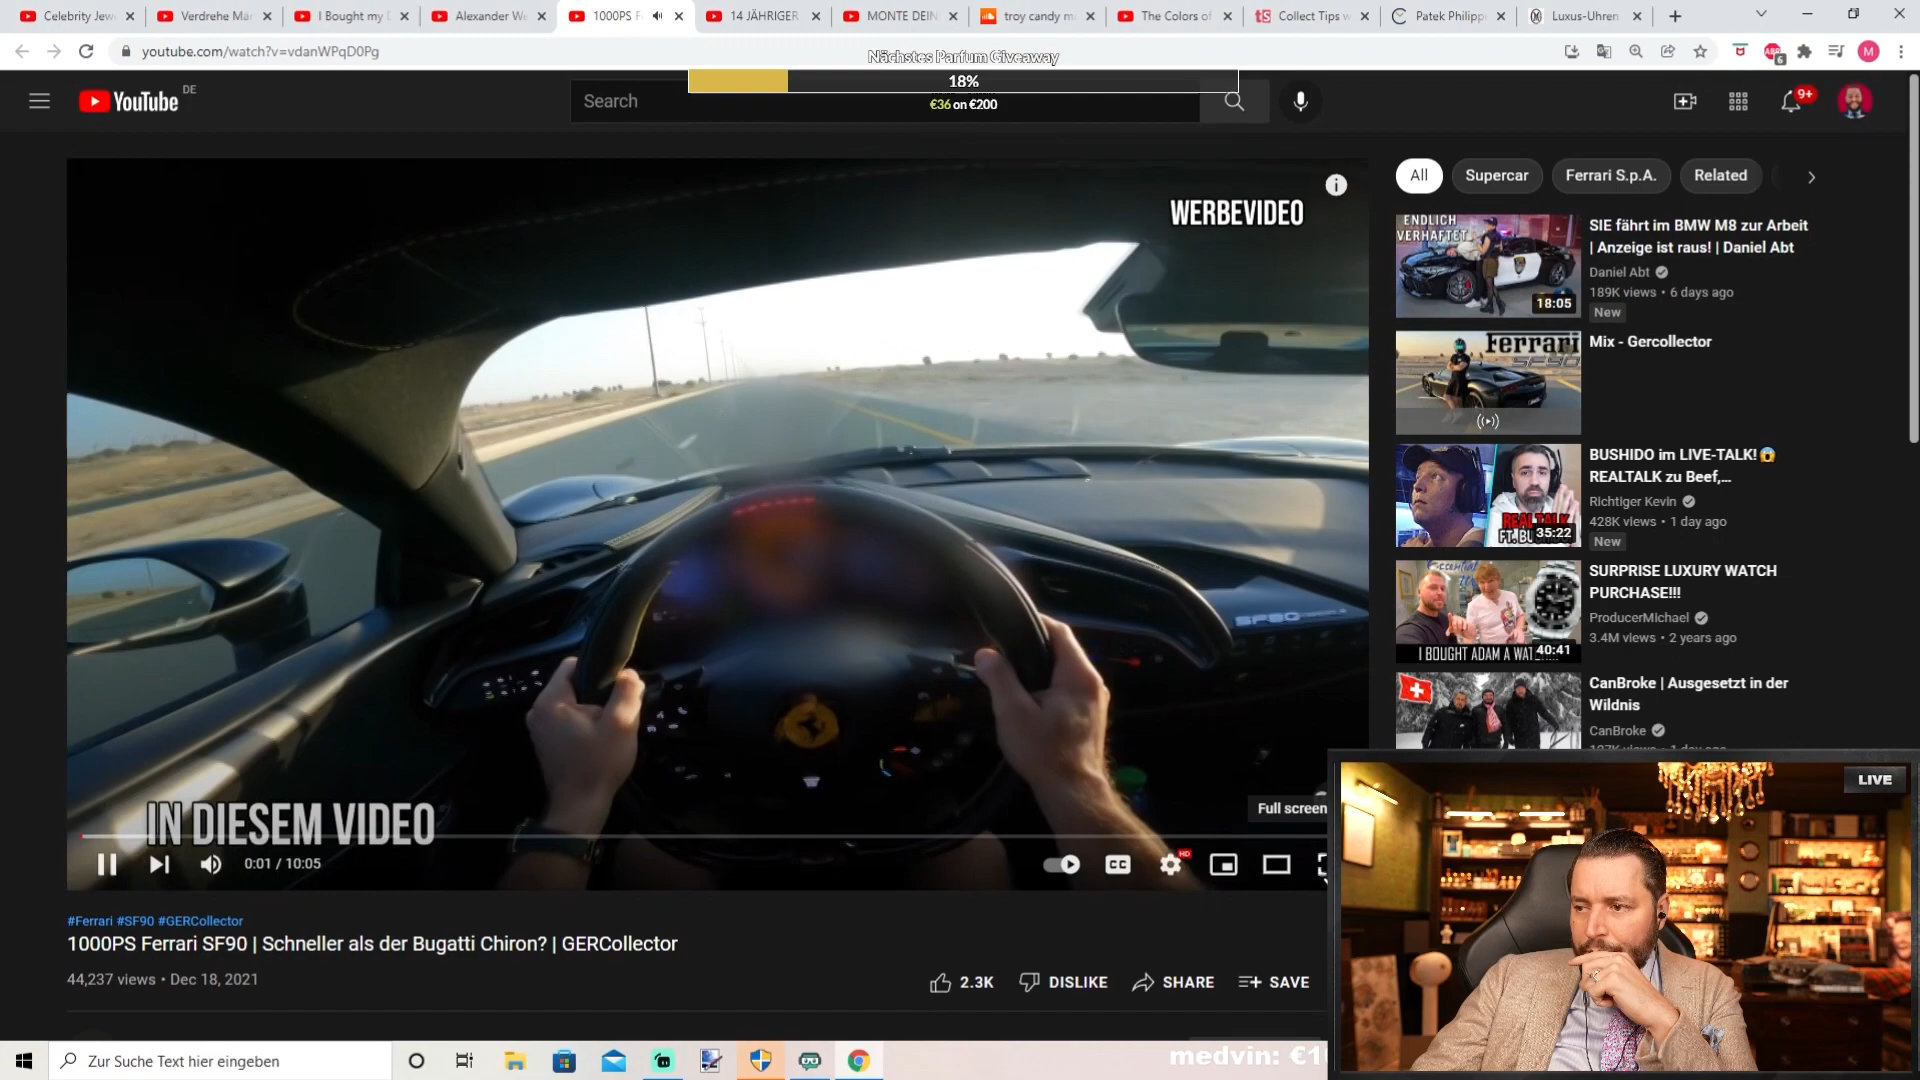 Celebrity Jew
Verdrehe Mä
I Bought my D
Alexander We
1000PS F
14 JÄHRIGER
MONTE DEIN
troy candy m
The Colors of
Collect Tips w
Patek Philipp
Luxus-Uhren
youtube.com/watch?v=vdanWPqD0Pg
Nächstes Parfum Giveaway
18%
€36 on €200
YouTube DE
Search
9+
WERBEVIDEO
All
Supercar
Ferrari S.p.A.
Related
ENDLICH
VERHAFTET
18:05
SIE fährt im BMW M8 zur Arbeit
| Anzeige ist raus! | Daniel Abt
Daniel Abt
189K views • 6 days ago
New
Ferrari
Mix - Gercollector
BUSHIDO im LIVE-TALK!😱
REALTALK zu Beef,...
Richtiger Kevin
428K views • 1 day ago
New
REALTALK
35:22
SURPRISE LUXURY WATCH
PURCHASE!!!
ProducerMichael
3.4M views • 2 years ago
40:41
I BOUGHT ADAM A WAT
CanBroke | Ausgesetzt in der
Wildnis
CanBroke
SF90
IN DIESEM VIDEO
Full screen
0:01 / 10:05
CC
HD
#Ferrari #SF90 #GERCollector
1000PS Ferrari SF90 | Schneller als der Bugatti Chiron? | GERCollector
44,237 views • Dec 18, 2021
2.3K
DISLIKE
SHARE
SAVE
LIVE
Zur Suche Text hier eingeben
medvin: €1